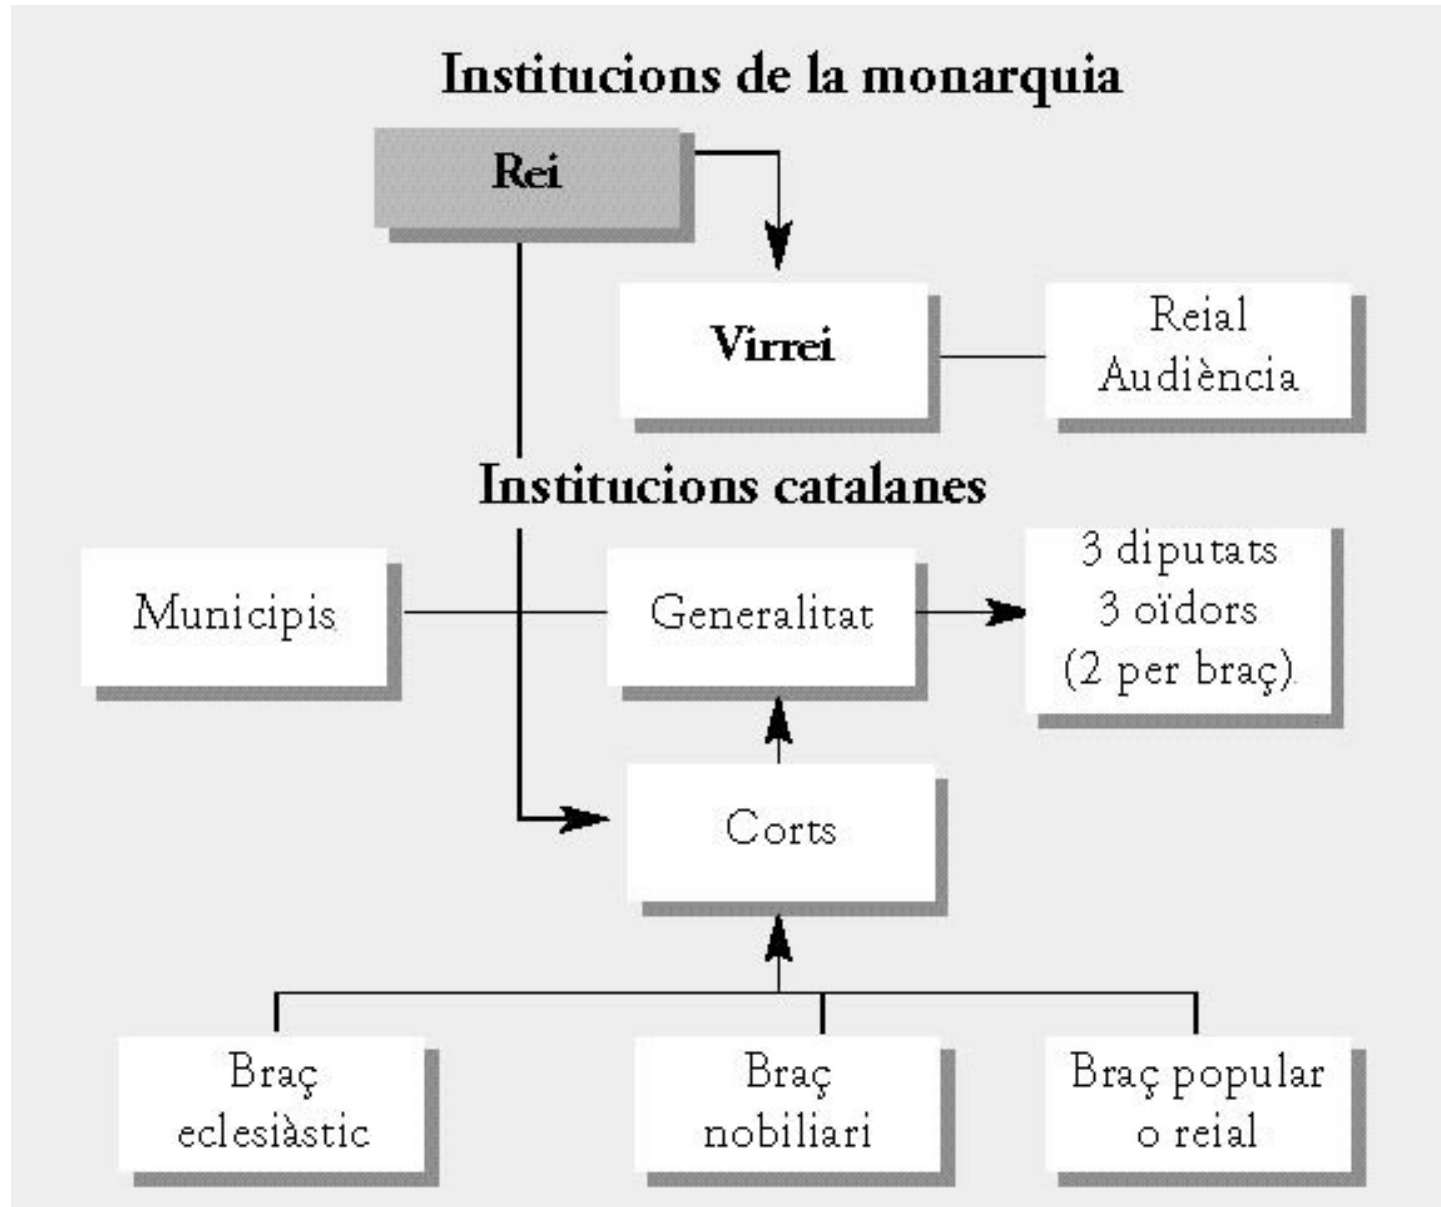 Institucions de la monarquia
Rei
Virrei
Reial
Audiència
Institucions catalanes
Municipis
Generalitat
3 diputats
3 oïdors
(2 per braç)
Corts
Braç
eclesiàstic
Braç
nobiliari
Braç popular
o reial